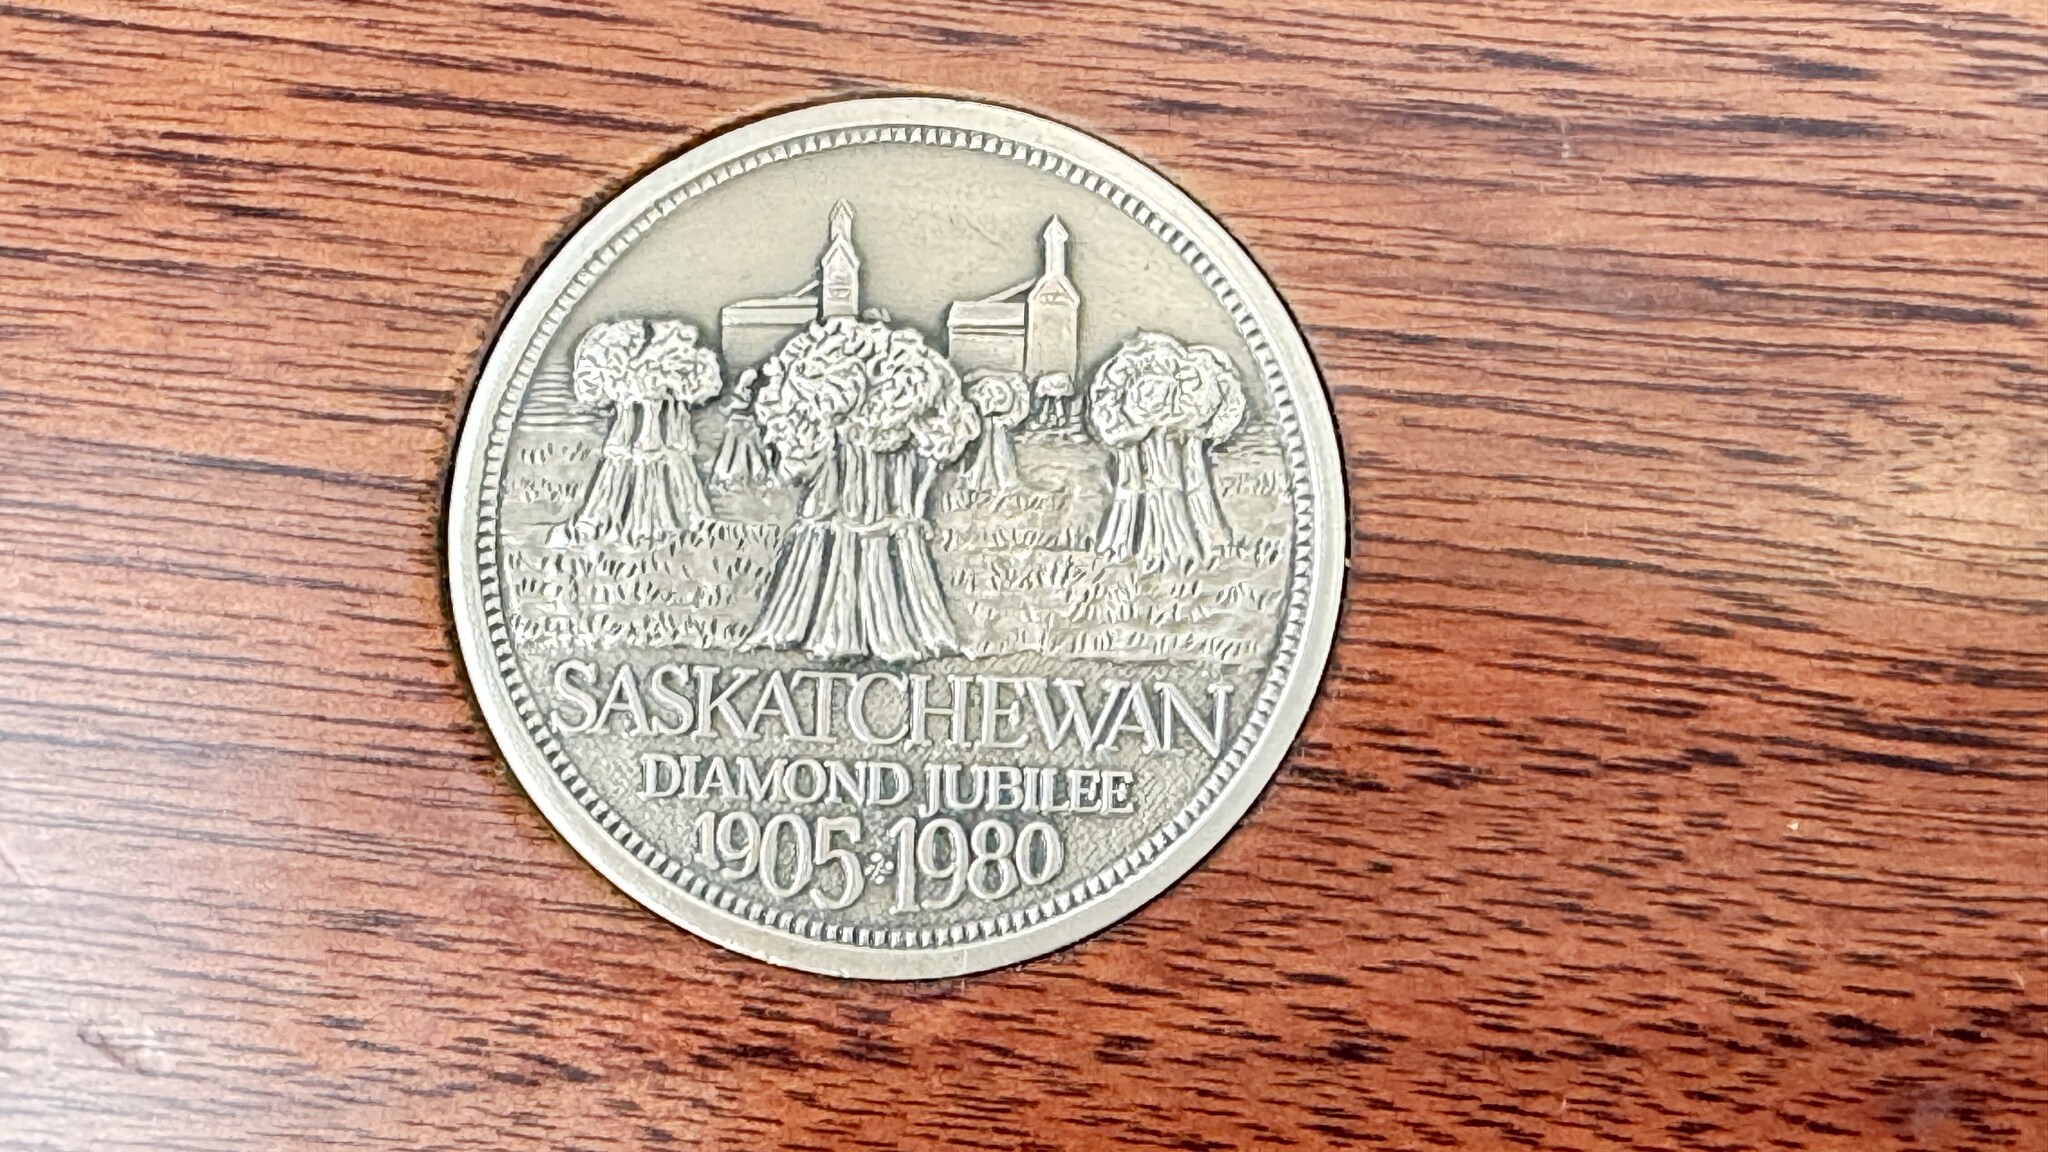 SASKATCHEWAN
DIAMOND JUBILEE
1905·1980